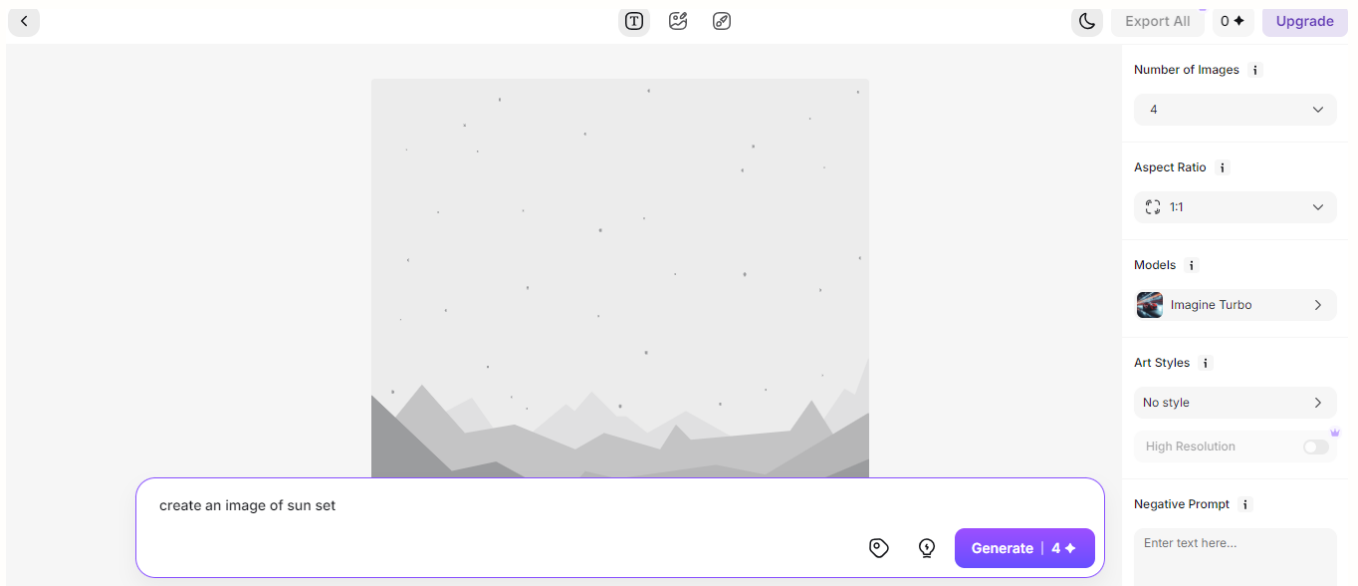 T
Export All
0
Upgrade
Number of Images i
4
Aspect Ratio i
1:1
Models i
Imagine Turbo
Art Styles i
No style
High Resolution
Negative Prompt i
Enter text here...
create an image of sun set
Generate | 4